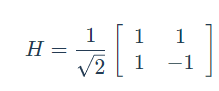 H = 1/√2 [ 1 1
1 −1 ]